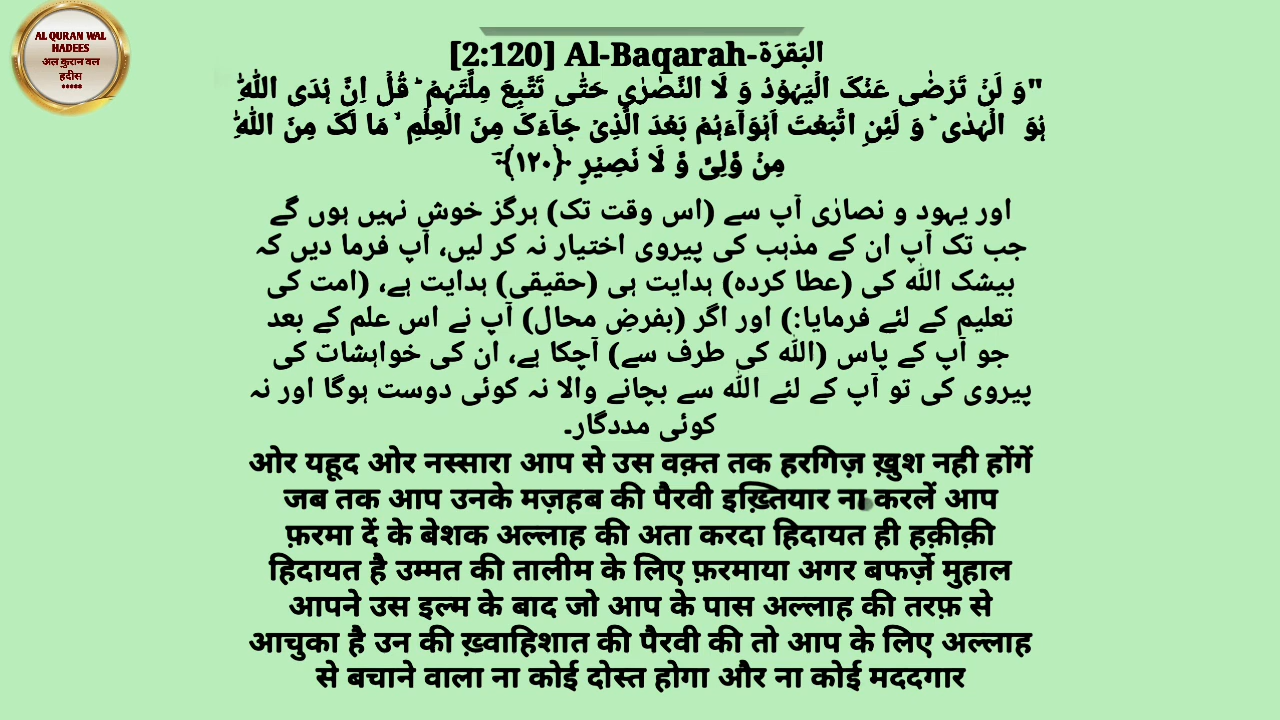 AL QURAN WAL
HADEES
अल क़ुरान वल
हदीस
*****
[2:120] Al-Baqarah-البَقرَة
"وَ لَنۡ تَرۡضٰی عَنۡکَ الۡیَہُوۡدُ وَ لَا النَّصٰرٰی حَتّٰی تَتَّبِعَ مِلَّتَہُمۡ ؕ قُلۡ اِنَّ ہُدَی اللّٰہِ
ہُوَ الۡہُدٰی ؕ وَ لَئِنِ اتَّبَعۡتَ اَہۡوَآءَہُمۡ بَعۡدَ الَّذِیۡ جَآءَکَ مِنَ الۡعِلۡمِ ۙ مَا لَکَ مِنَ اللّٰہِ
مِنۡ وَّلِیٍّ وَّ لَا نَصِیۡرٍ ﴿۱۲۰﴾ؔ
اور یہود و نصارٰی آپ سے (اس وقت تک) ہرگز خوش نہیں ہوں گے
جب تک آپ ان کے مذہب کی پیروی اختیار نہ کر لیں، آپ فرما دیں کہ
بیشک اللّٰہ کی (عطا کردہ) ہدایت ہی (حقیقی) ہدایت ہے، (امت کی
تعلیم کے لئے فرمایا:) اور اگر (بفرضِ محال) آپ نے اس علم کے بعد
جو آپ کے پاس (اللّٰہ کی طرف سے) آچکا ہے، ان کی خواہشات کی
پیروی کی تو آپ کے لئے اللّٰہ سے بچانے والا نہ کوئی دوست ہوگا اور نہ
کوئی مددگار۔
ओर यहूद ओर नस्सारा आप से उस वक़्त तक हरगिज़ ख़ुश नही होंगें
जब तक आप उनके मज़हब की पैरवी इख़्तियार ना करलें आप
फ़रमा दें के बेशक अल्लाह की अता करदा हिदायत ही हक़ीक़ी
हिदायत है उम्मत की तालीम के लिए फ़रमाया अगर बफर्ज़े मुहाल
आपने उस इल्म के बाद जो आप के पास अल्लाह की तरफ़ से
आचुका है उन की ख़्वाहिशात की पैरवी की तो आप के लिए अल्लाह
से बचाने वाला ना कोई दोस्त होगा और ना कोई मददगार